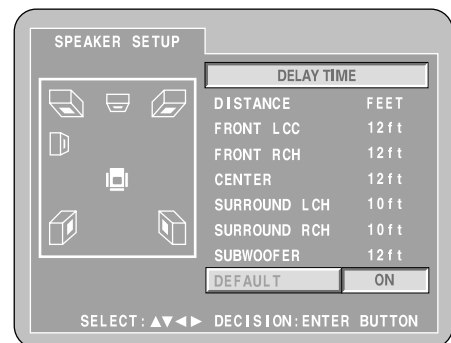 SPEAKER SETUP
DELAY TIME
DISTANCE FEET
FRONT LCC 12ft
FRONT RCH 12ft
CENTER 12ft
SURROUND LCH 10ft
SURROUND RCH 10ft
SUBWOOFER 12ft
DEFAULT ON
SELECT:▲▼◄► DECISION:ENTER BUTTON